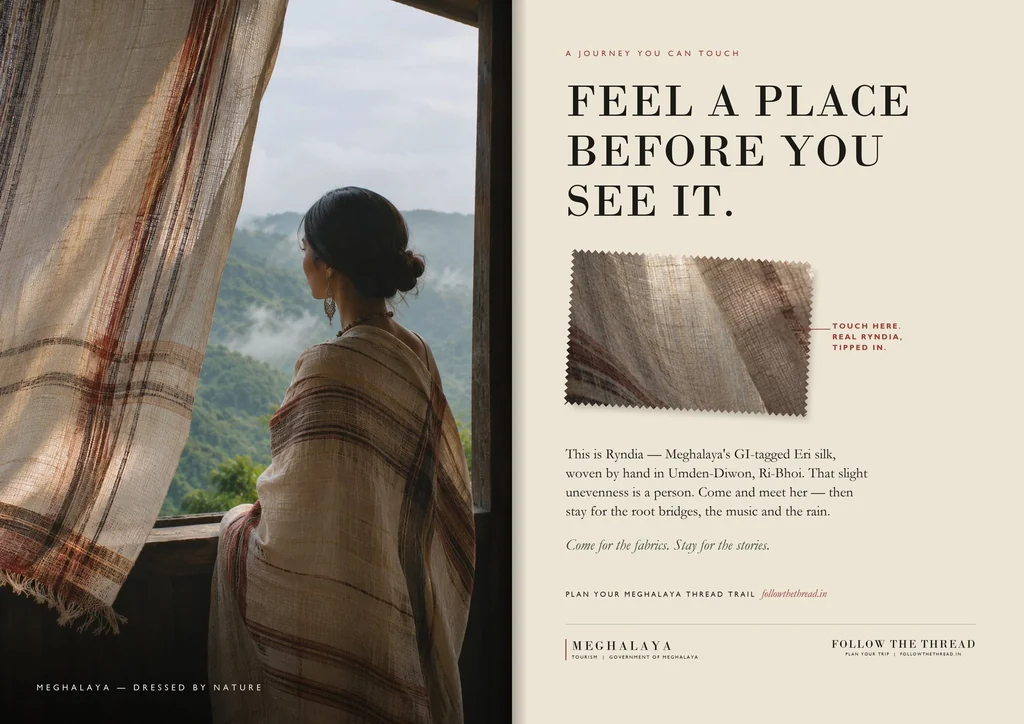 MEGHALAYA — DRESSED BY NATURE
A JOURNEY YOU CAN TOUCH
FEEL A PLACE
BEFORE YOU
SEE IT.
TOUCH HERE.
REAL RYNDIA,
TIPPED IN.
This is Ryndia — Meghalaya's GI-tagged Eri silk,
woven by hand in Umden-Diwon, Ri-Bhoi. That slight
unevenness is a person. Come and meet her — then
stay for the root bridges, the music and the rain.
Come for the fabrics. Stay for the stories.
PLAN YOUR MEGHALAYA THREAD TRAIL followthethread.in
MEGHALAYA
TOURISM | GOVERNMENT OF MEGHALAYA
FOLLOW THE THREAD
PLAN YOUR TRIP | FOLLOWTHETHREAD.IN